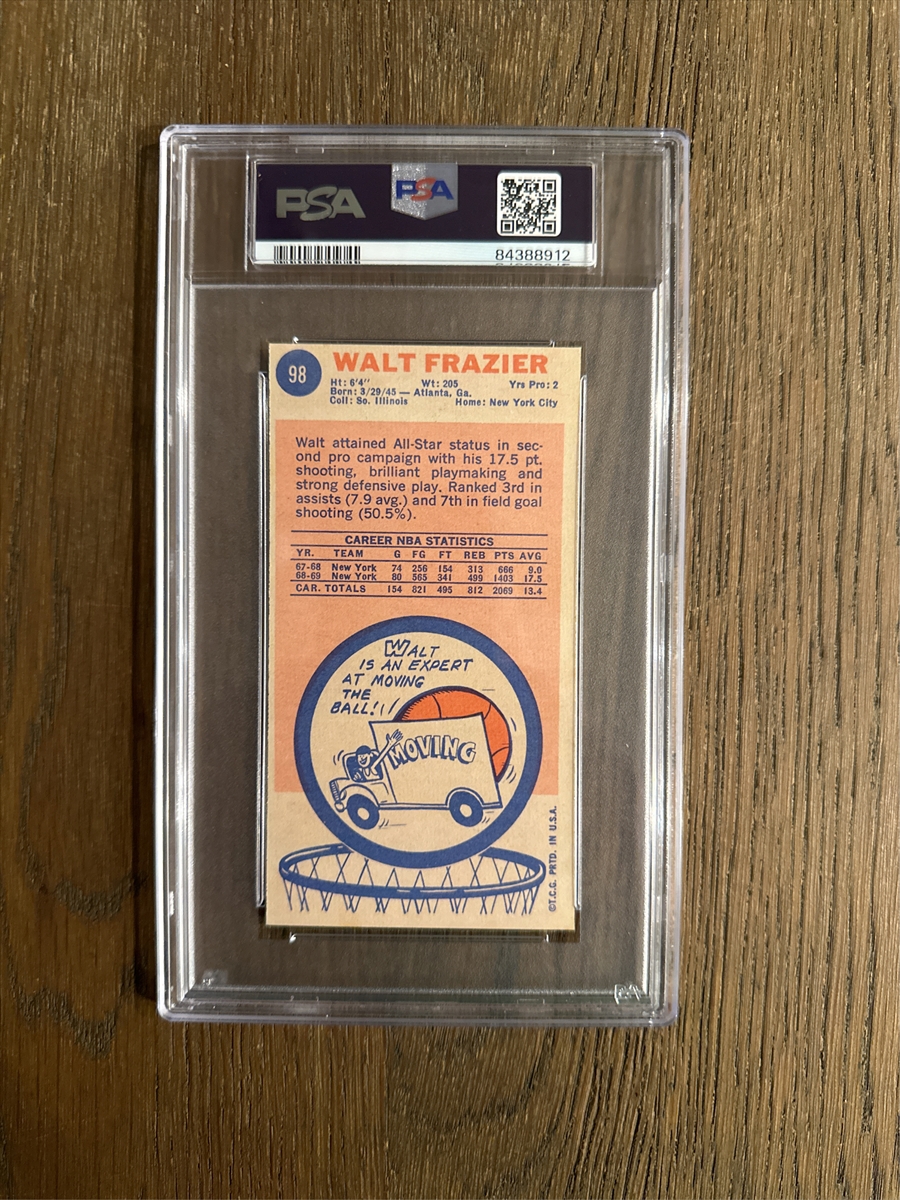 PSA
PSA
84388912
98
WALT FRAZIER
Ht: 6'4" Wt: 205 Yrs Pro: 2
Born: 3/29/45 — Atlanta, Ga.
Coll: So. Illinois Home: New York City
Walt attained All-Star status in sec-
ond pro campaign with his 17.5 pt.
shooting, brilliant playmaking and
strong defensive play. Ranked 3rd in
assists (7.9 avg.) and 7th in field goal
shooting (50.5%).
CAREER NBA STATISTICS
YR. TEAM G FG FT REB PTS AVG
67-68 New York 74 256 154 313 666 9.0
68-69 New York 80 565 341 499 1403 17.5
CAR. TOTALS 154 821 495 812 2069 13.4
WALT
IS AN EXPERT
AT MOVING
THE
BALL!
MOVING
©T.C.G. PRTD. IN U.S.A.
PSA